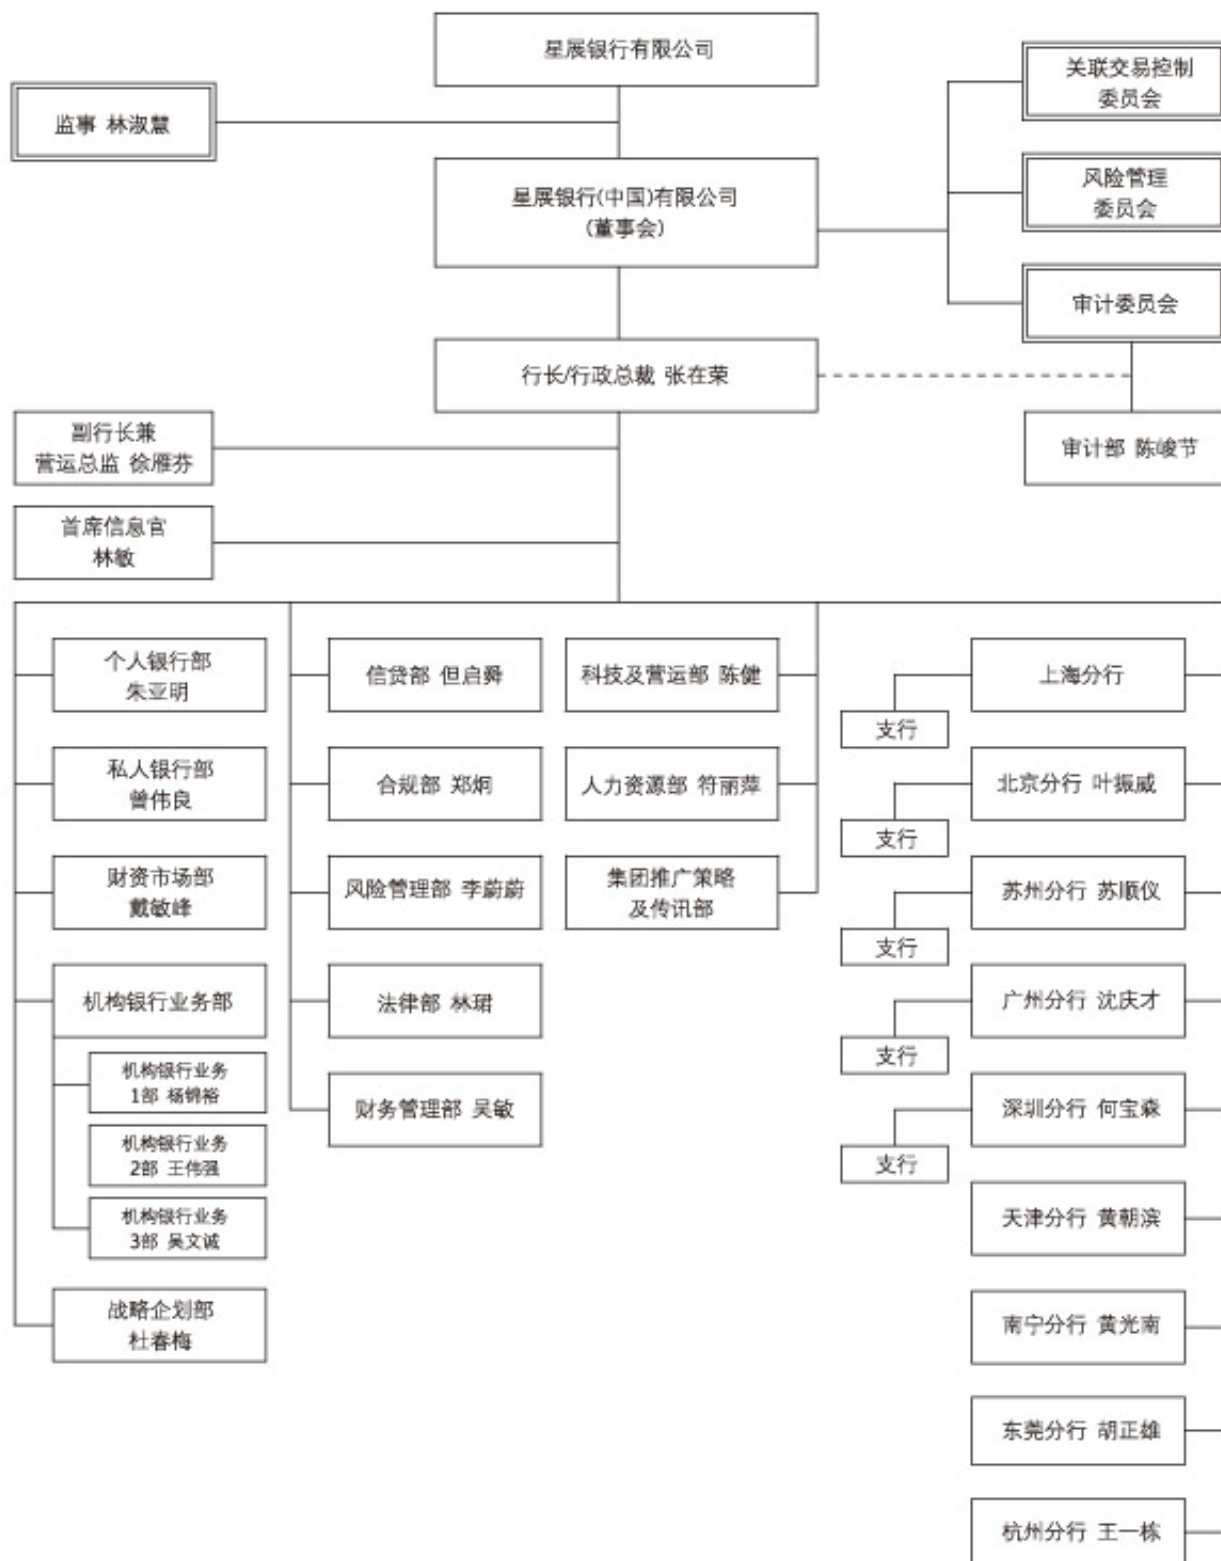 星展银行有限公司
关联交易控制
委员会
监事 林淑慧
风险管理
委员会
星展银行(中国)有限公司
(董事会)
审计委员会
行长/行政总裁 张在荣
副行长兼
营运总监 徐雁芬
审计部 陈峻节
首席信息官
林敏
个人银行部
朱亚明
信贷部 但启舜
科技及营运部 陈健
上海分行
支行
私人银行部
曾伟良
合规部 郑炯
人力资源部 符丽萍
北京分行 叶振威
支行
财资市场部
戴敏峰
风险管理部 李蔚蔚
集团推广策略
及传讯部
苏州分行 苏顺仪
支行
机构银行业务部
法律部 林珺
广州分行 沈庆才
支行
机构银行业务
1部 杨锦裕
财务管理部 吴敏
深圳分行 何宝森
支行
机构银行业务
2部 王伟强
机构银行业务
3部 吴文诚
天津分行 黄朝滨
战略企划部
杜春梅
南宁分行 黄光南
东莞分行 胡正雄
杭州分行 王一栋